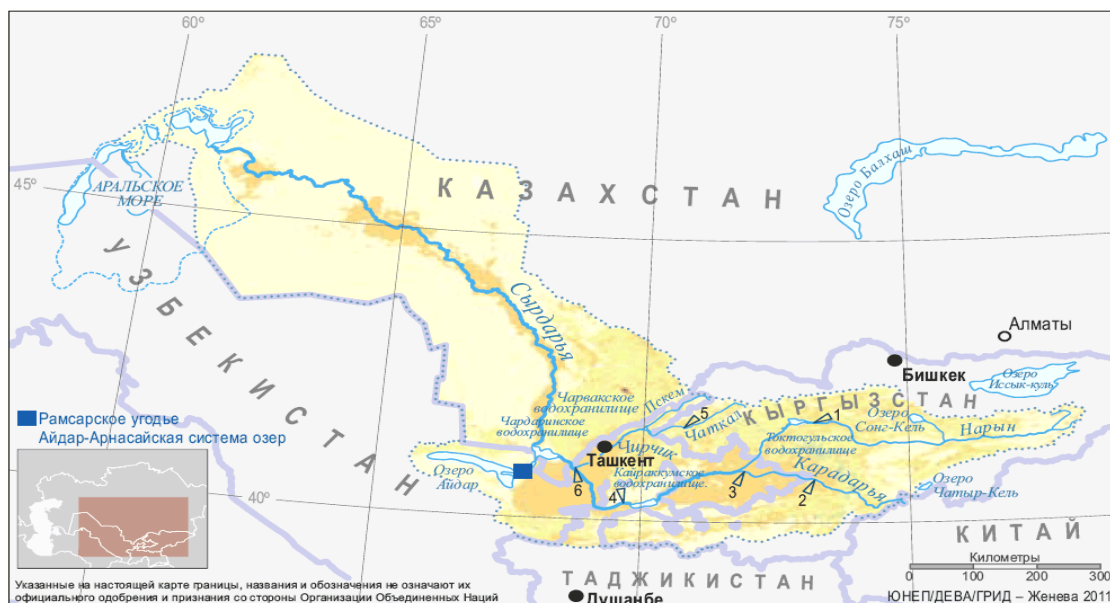 60°
65°
70°
75°
45°
40°
КАЗАХСТАН
АРАЛЬСКОЕ
МОРЕ
Озеро Балхаш
УЗБЕКИСТАН
Сырдарья
Алматы
Бишкек
Озеро
Иссык-куль
КЫРГЫЗСТАН
Чарвакское
водохранилище
Пскем
Чаткал
5
1
Озеро
Сонг-Кель
Нарын
Чардаринское
водохранилище
Чирчик
Ташкент
Токтогульское
водохранилище
Рамсарское угодье
Айдар-Арнасайская система озер
Озеро
Айдар
Кайраккумское
водохранилище.
Карадарья
Озеро
Чатыр-Кель
6
4
3
2
КИТАЙ
ТАДЖИКИСТАН
Душанбе
Километры
0 100 200 300
Указанные на настоящей карте границы, названия и обозначения не означают их
официального одобрения и признания со стороны Организации Объединенных Наций
ЮНЕП/ДЕВА/ГРИД – Женева 2011